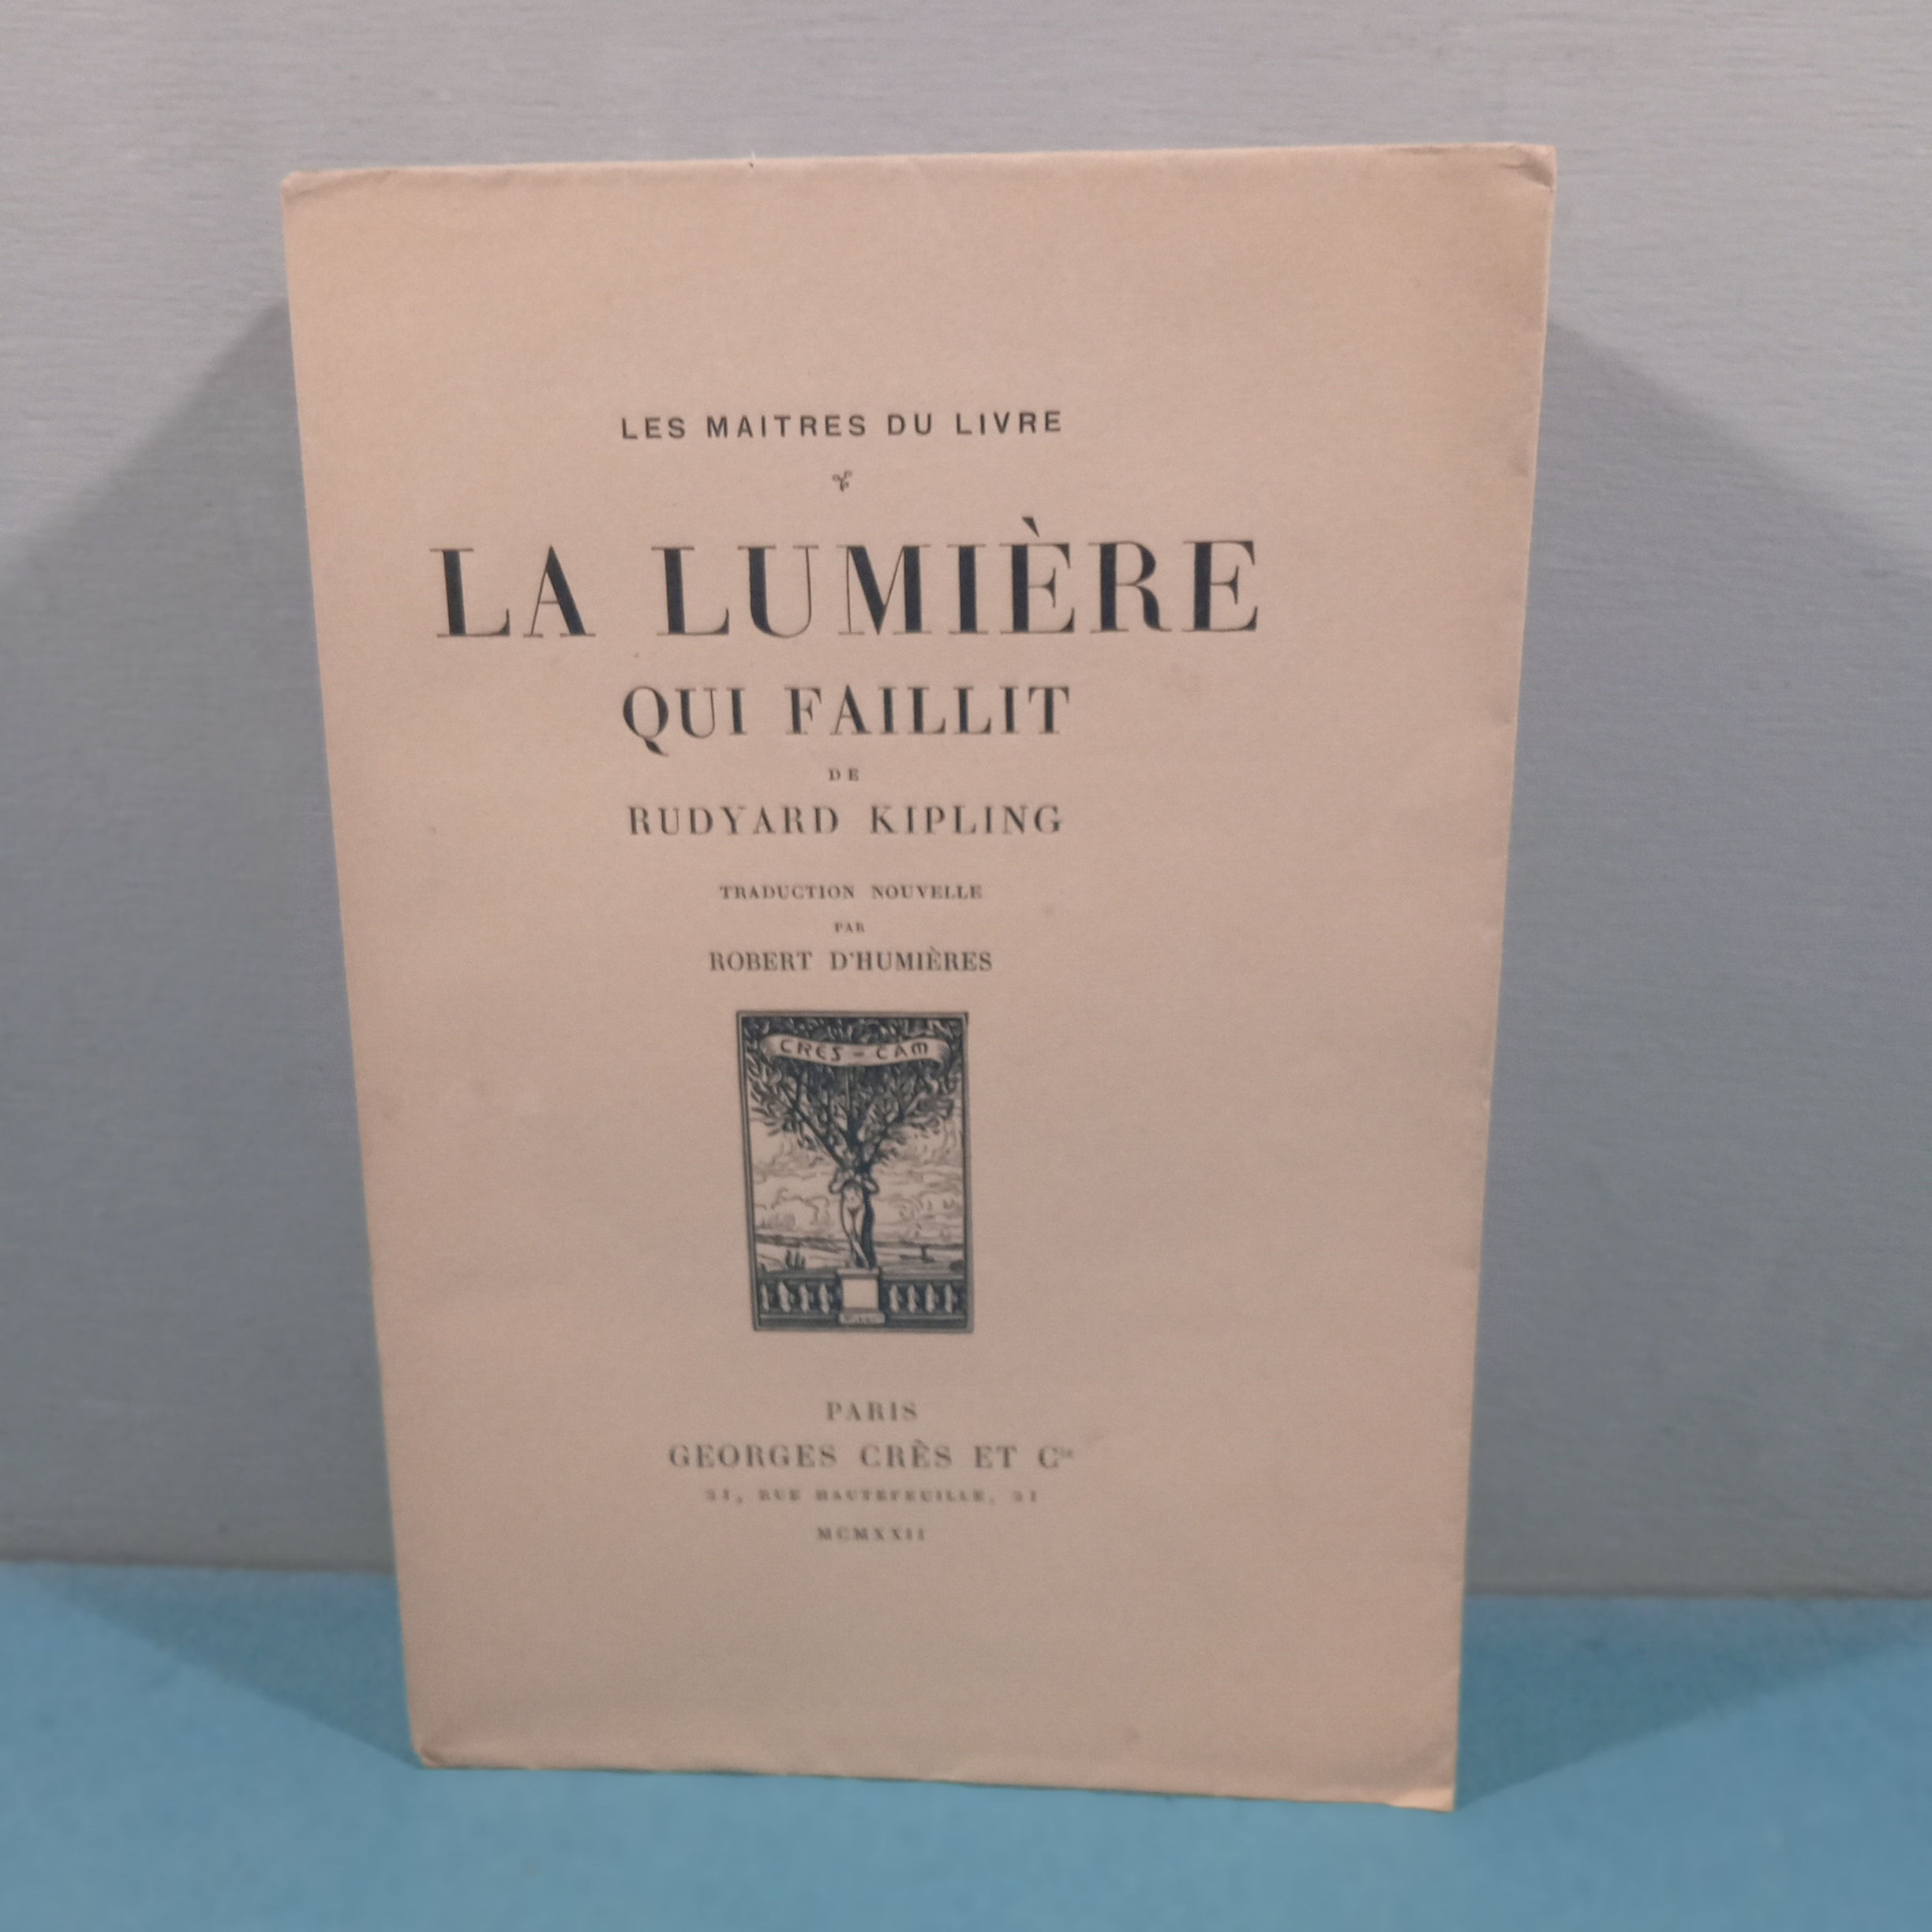 LES MAITRES DU LIVRE
LA LUMIÈRE
QUI FAILLIT
DE
RUDYARD KIPLING
TRADUCTION NOUVELLE
PAR
ROBERT D'HUMIÈRES
CRES - CAM
PARIS
GEORGES CRÈS ET Cie
21, RUE HAUTEFEUILLE, 21
MCMXXII